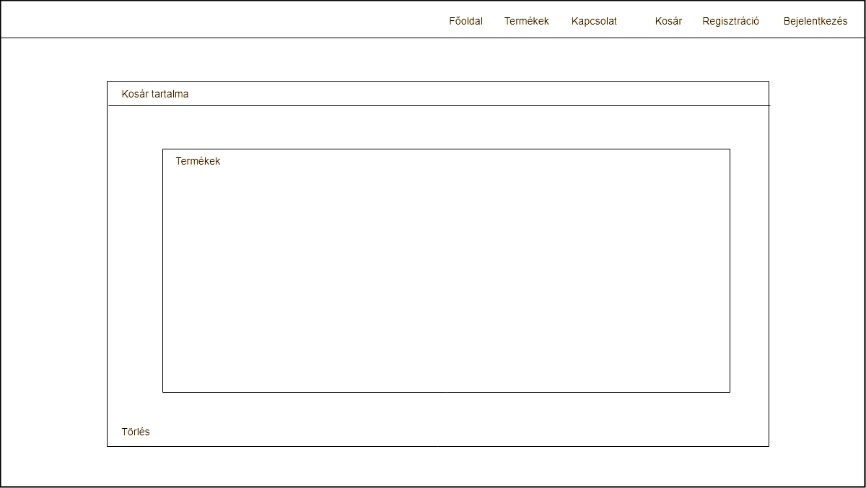 Főoldal Termékek Kapcsolat Kosár Regisztráció Bejelentkezés
Kosár tartalma
Termékek
Törlés